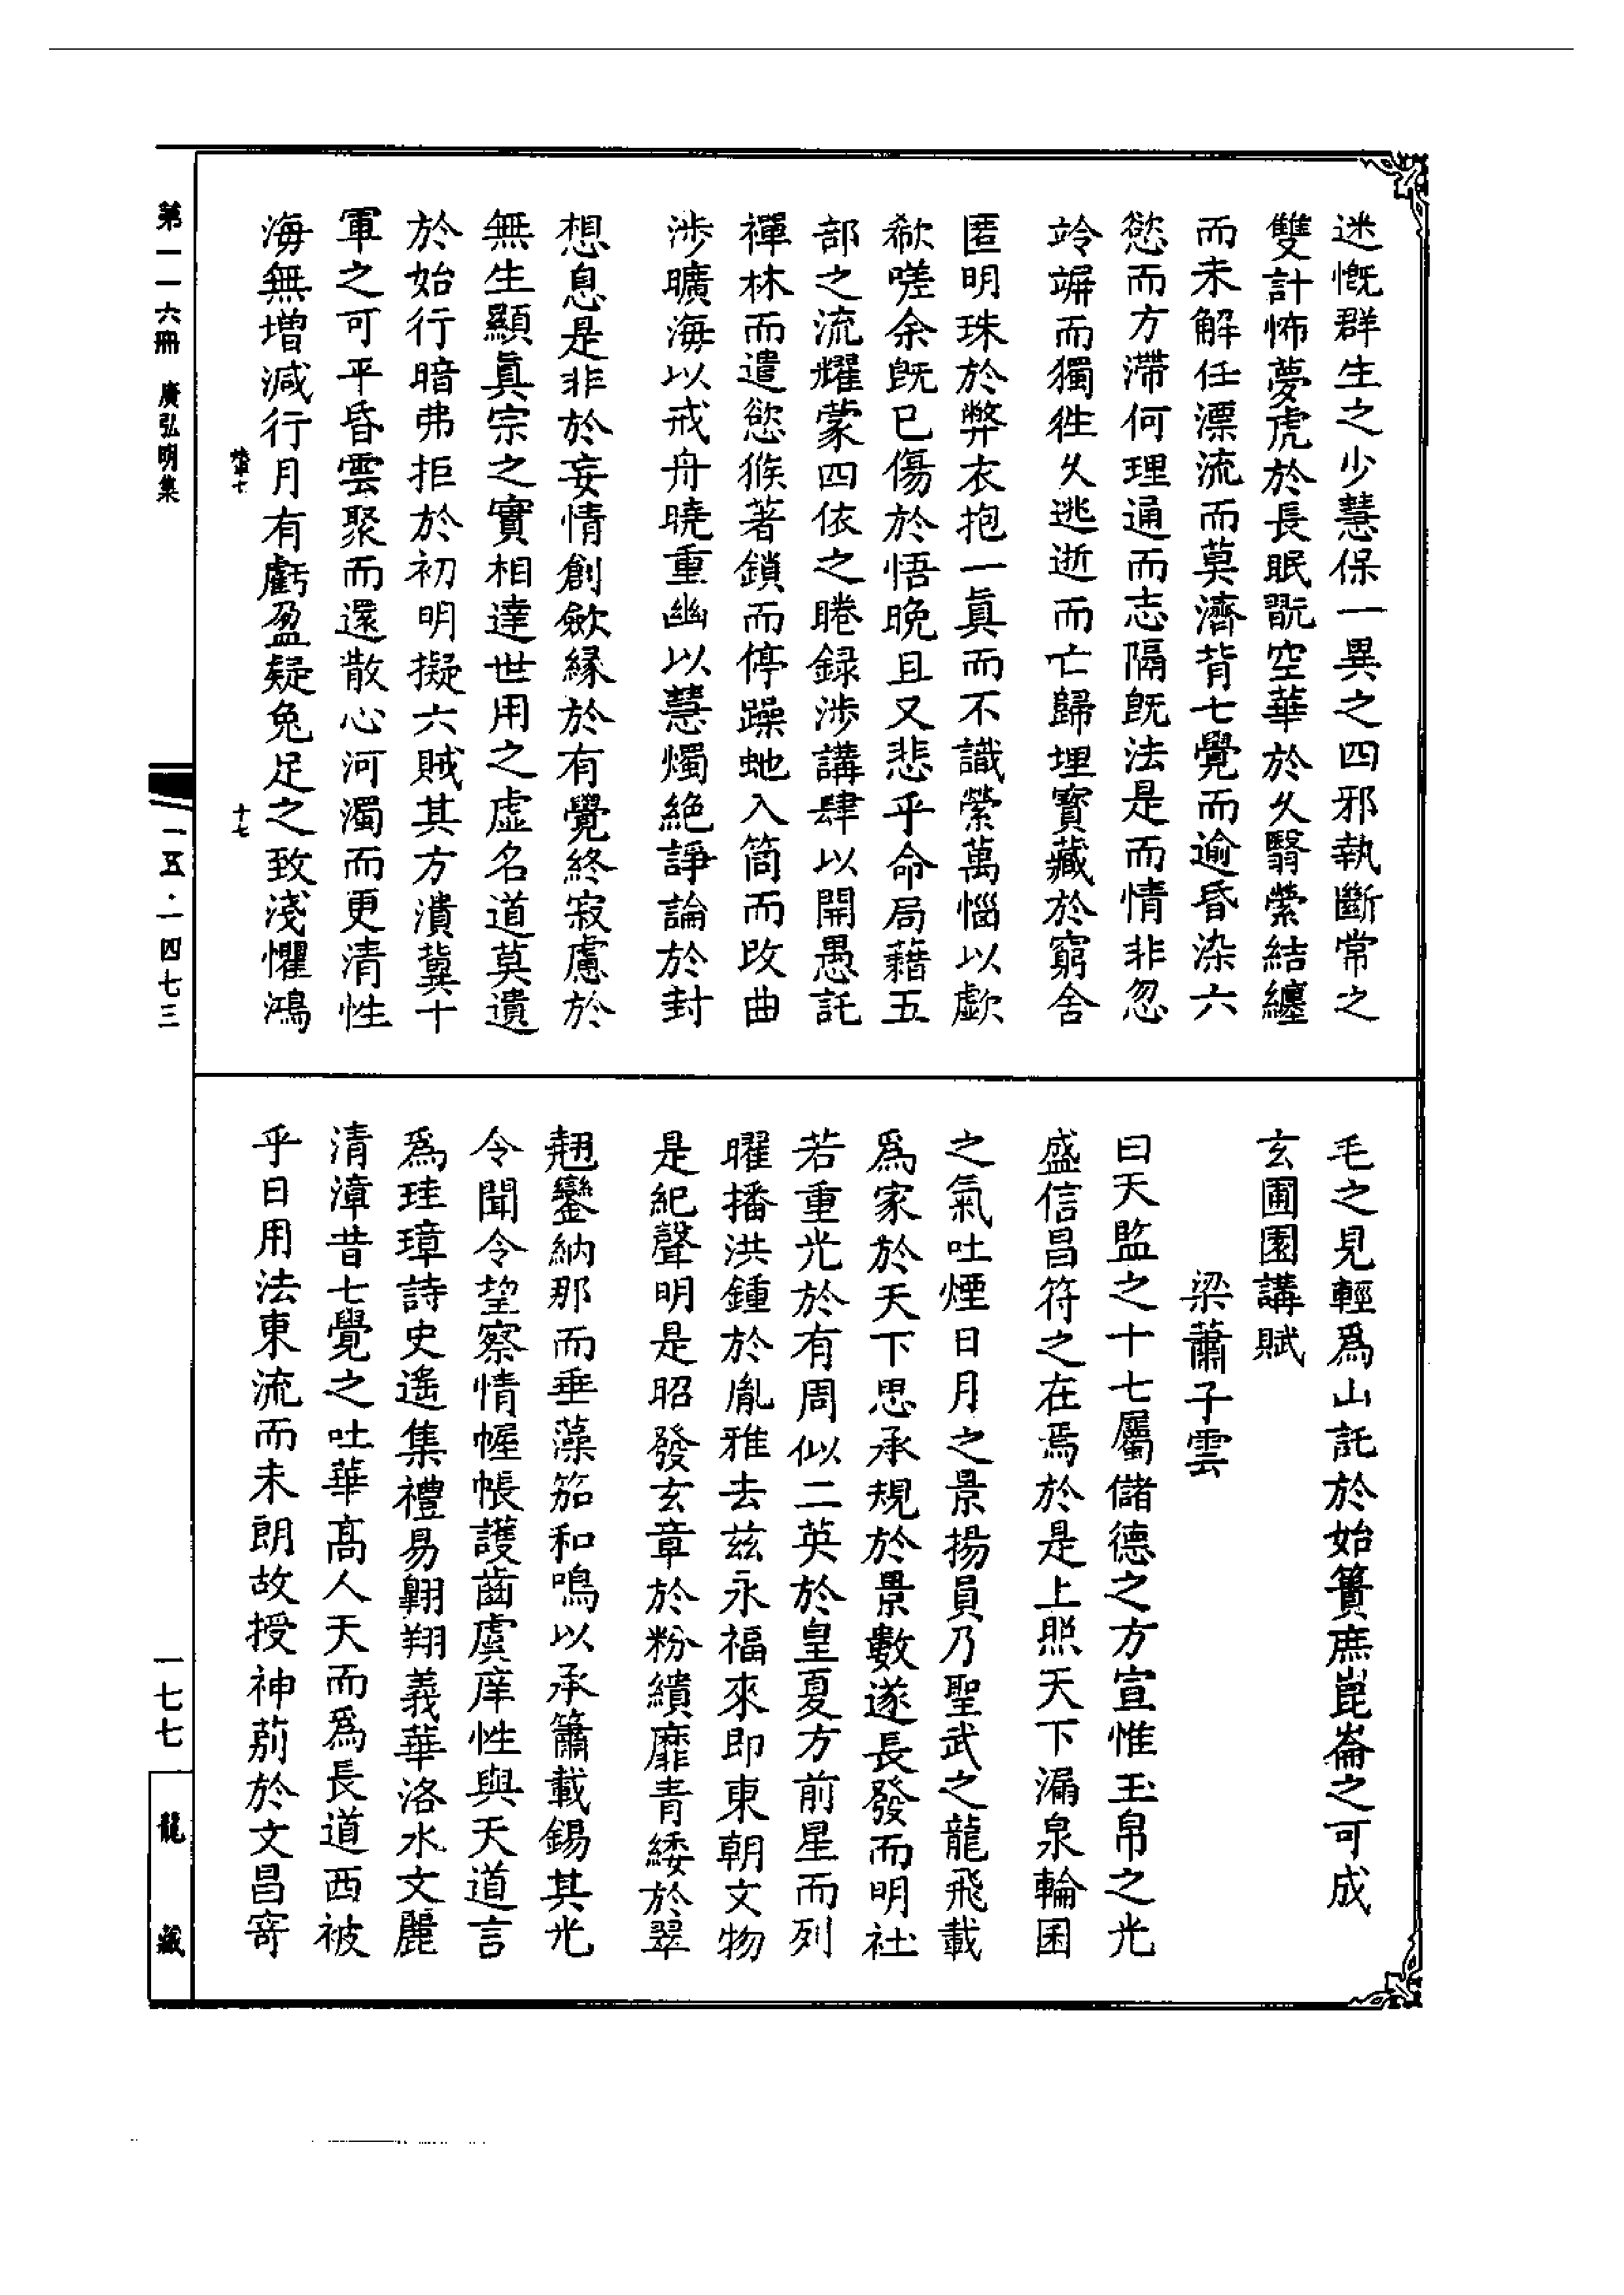 迷慨群生之少慧保一異之四邪執斷常之
雙計怖夢虎於長眠翫空華於久翳縈結纏
而未解任漂流而莫濟背七覺而逾昏染六
慾而方滯何理通而志隔既法是而情非忽
竛竮而獨往久逃逝而亡歸埋寶藏於窮舍
匿明珠於弊衣抱一眞而不識縈萬惱以歔
欷嗟余既已傷於悟晚且又悲乎命局藉五
部之流耀蒙四依之睠録涉講肆以開愚託
禪林而遣慾猴著鎖而停躁虵入筒而改曲
涉曠海以戒舟曉重幽以慧燭絶諍論於封
想息是非於妄情創歛縁於有覺終寂慮於
無生顯眞宗之實相達世用之虛名道莫遺
於始行暗弗拒於初明擬六賊其方潰冀十
軍之可平昏雲聚而還散心河濁而更清性
海無増減行月有虧盈疑兔足之致淺懼鴻
毛之見輕爲山託於始簣庶崑崙之可成
玄圃園講賦
梁蕭子雲
曰天監之十七屬儲德之方宣惟玉帛之光
盛信昌符之在焉於是上照天下漏泉輪囷
之氣吐煙日月之景揚員乃聖武之龍飛載
爲家於天下思承規於景數遂長發而明社
若重光於有周似二英於皇夏方前星而列
曜播洪鍾於胤雅去兹永福來即東朝文物
是紀聲明是昭發玄章於粉繢靡青緌於翠
翹鑾納那而垂藻笳和鳴以承簫載錫其光
令聞令望察情幄帳護齒虞庠性與天道言
爲珪璋詩史遙集禮易翺翔義華洛水文麗
清漳昔七覺之吐華高人天而爲長道西被
乎日用法東流而未朗故授神莂於文昌寄
第一一六冊 廣弘明集
十七
一五·一四七三
一七七
龍藏